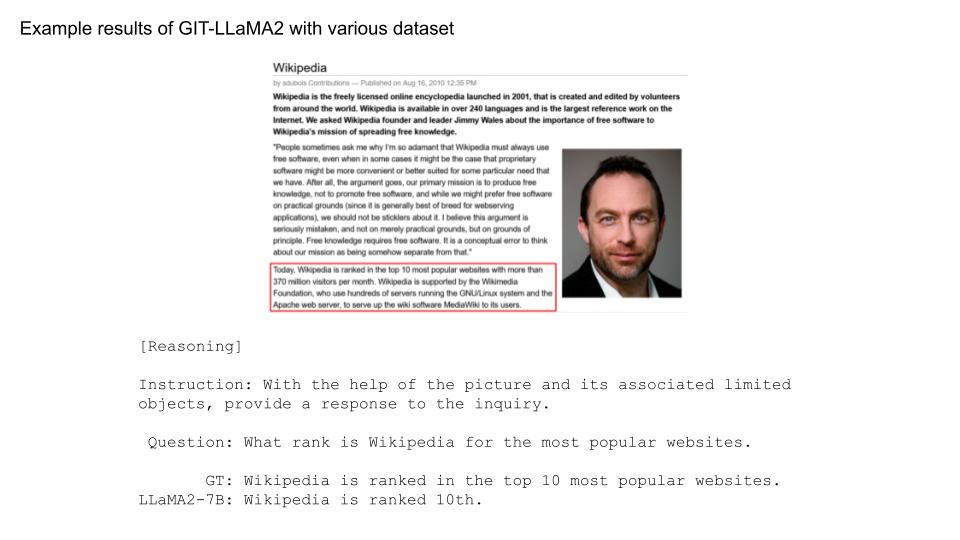 Example results of GIT-LLaMA2 with various dataset
Wikipedia
by sdubois Contributions — Published on Aug 16, 2010 12:35 PM
Wikipedia is the freely licensed online encyclopedia launched in 2001, that is created and edited by volunteers
from around the world. Wikipedia is available in over 240 languages and is the largest reference work on the
Internet. We asked Wikipedia founder and leader Jimmy Wales about the importance of free software to
Wikipedia's mission of spreading free knowledge.
"People sometimes ask me why I'm so adamant that Wikipedia must always use
free software, even when in some cases it might be the case that proprietary
software might be more convenient or better suited for some particular need that
we have. After all, the argument goes, our primary mission is to produce free
knowledge, not to promote free software, and while we might prefer free software
on practical grounds (since it is generally best of breed for webserving
applications), we should not be sticklers about it. I believe this argument is
seriously mistaken, and not on merely practical grounds, but on grounds of
principle. Free knowledge requires free software. It is a conceptual error to think
about our mission as being somehow separate from that."
Today, Wikipedia is ranked in the top 10 most popular websites with more than
370 million visitors per month. Wikipedia is supported by the Wikimedia
Foundation, who use hundreds of servers running the GNU/Linux system and the
Apache web server, to serve up the wiki software MediaWiki to its users.
[Reasoning]
Instruction: With the help of the picture and its associated limited
objects, provide a response to the inquiry.
Question: What rank is Wikipedia for the most popular websites.
GT: Wikipedia is ranked in the top 10 most popular websites.
LLaMA2-7B: Wikipedia is ranked 10th.